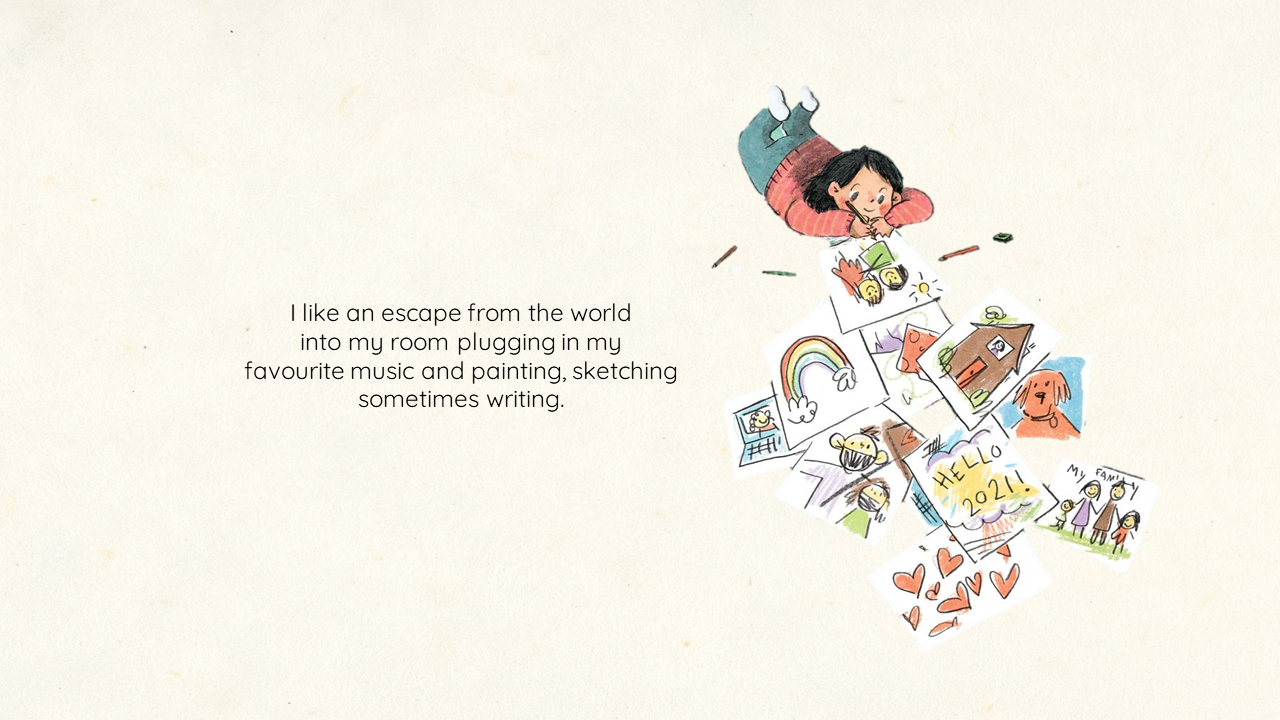 I like an escape from the world
into my room plugging in my
favourite music and painting, sketching
sometimes writing.
HELLO
2021!
MY FAMILY